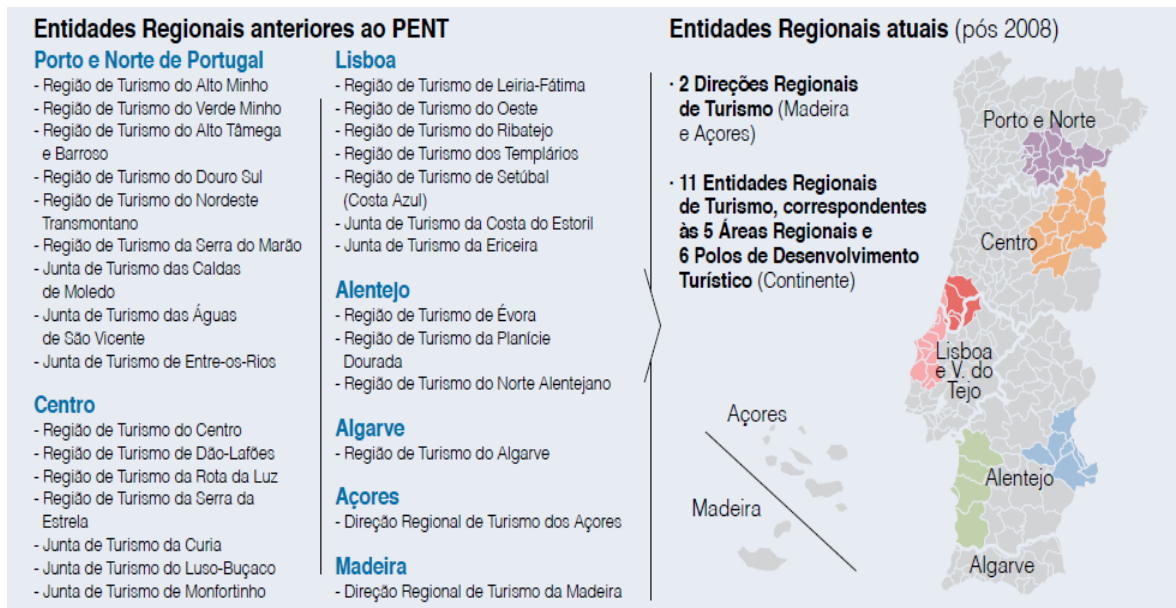 Entidades Regionais anteriores ao PENT
Porto e Norte de Portugal
- Região de Turismo do Alto Minho
- Região de Turismo do Verde Minho
- Região de Turismo do Alto Tâmega
e Barroso
- Região de Turismo do Douro Sul
- Região de Turismo do Nordeste
Transmontano
- Região de Turismo da Serra do Marão
- Junta de Turismo das Caldas
de Moledo
- Junta de Turismo das Águas
de São Vicente
- Junta de Turismo de Entre-os-Rios
Centro
- Região de Turismo do Centro
- Região de Turismo de Dão-Lafões
- Região de Turismo da Rota da Luz
- Região de Turismo da Serra da
Estrela
- Junta de Turismo da Curia
- Junta de Turismo do Luso-Buçaco
- Junta de Turismo de Monfortinho
Lisboa
- Região de Turismo de Leiria-Fátima
- Região de Turismo do Oeste
- Região de Turismo do Ribatejo
- Região de Turismo dos Templários
- Região de Turismo de Setúbal
(Costa Azul)
- Junta de Turismo da Costa do Estoril
- Junta de Turismo da Ericeira
Alentejo
- Região de Turismo de Évora
- Região de Turismo da Planície
Dourada
- Região de Turismo do Norte Alentejano
Algarve
- Região de Turismo do Algarve
Açores
- Direção Regional de Turismo dos Açores
Madeira
- Direção Regional de Turismo da Madeira
Entidades Regionais atuais (pós 2008)
· 2 Direções Regionais
de Turismo (Madeira
e Açores)
· 11 Entidades Regionais
de Turismo, correspondentes
às 5 Áreas Regionais e
6 Polos de Desenvolvimento
Turístico (Continente)
Porto e Norte
Centro
Lisboa
e V. do
Tejo
Açores
Madeira
Alentejo
Algarve